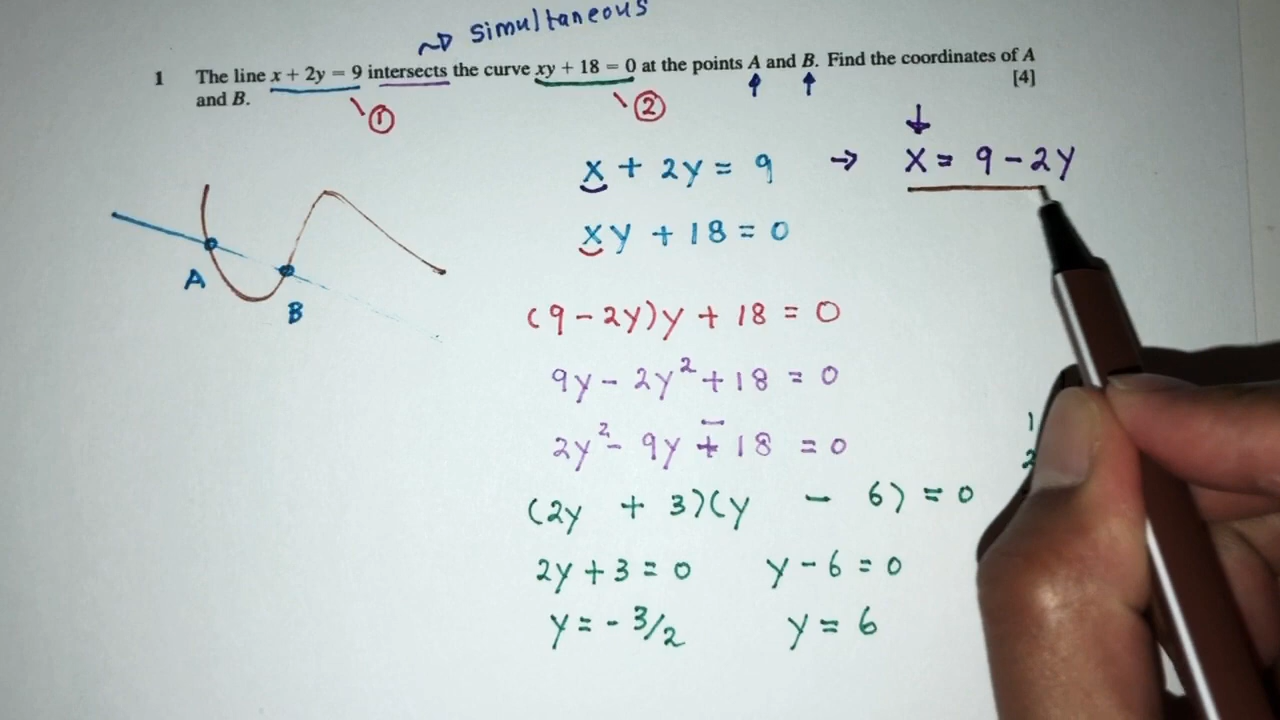 ~> simultaneous
1 The line x + 2y = 9 intersects the curve xy + 18 = 0 at the points A and B. Find the coordinates of A
and B. [4]
① ②
x + 2y = 9 → x = 9 - 2y
xy + 18 = 0
A
B
(9 - 2y)y + 18 = 0
9y - 2y² + 18 = 0
2y² - 9y - 18 = 0
(2y + 3)(y - 6) = 0
2y + 3 = 0 y - 6 = 0
y = - 3/2 y = 6